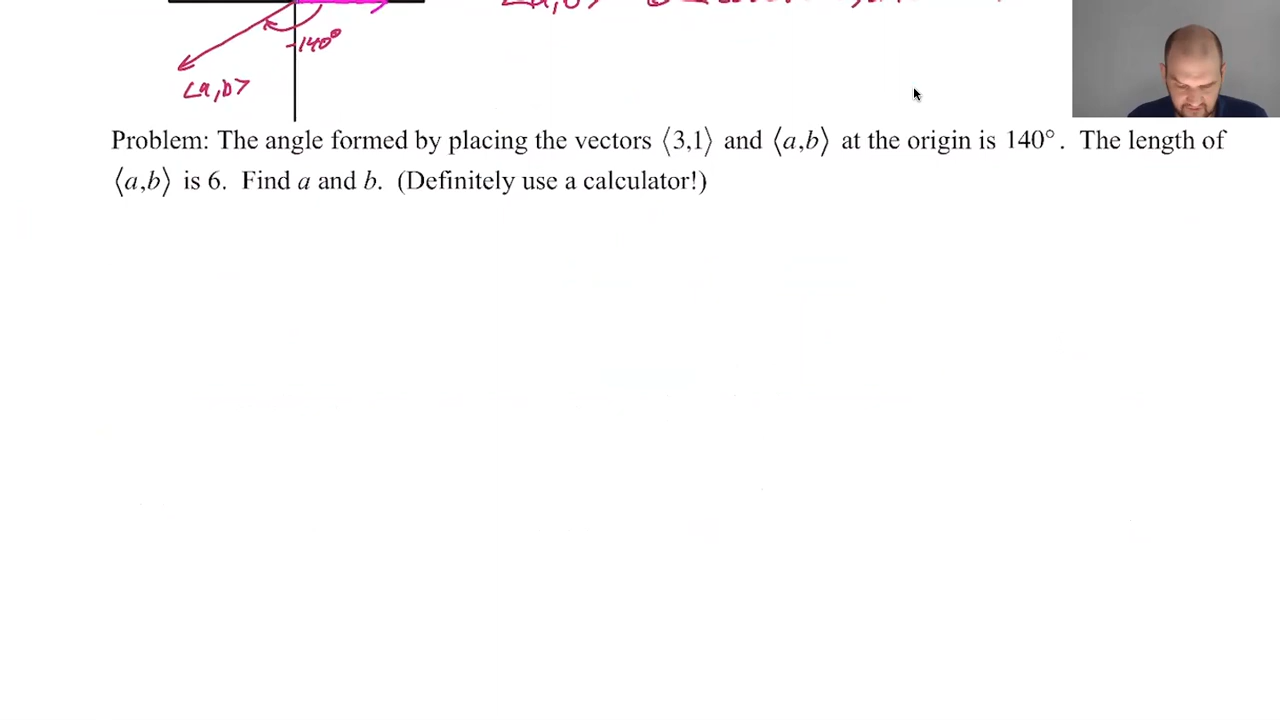 -140°
<a,b>
Problem: The angle formed by placing the vectors ⟨3,1⟩ and ⟨a,b⟩ at the origin is 140°. The length of
⟨a,b⟩ is 6. Find a and b. (Definitely use a calculator!)